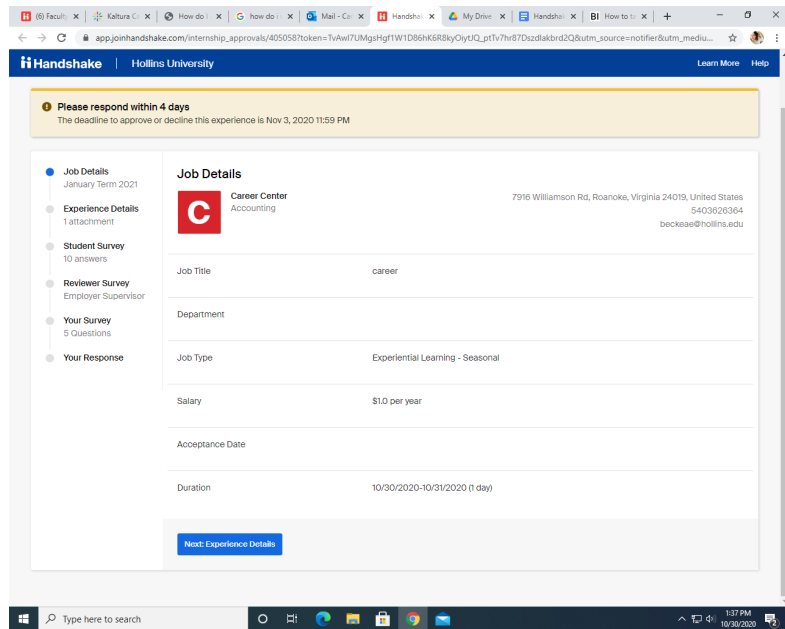 (6) Facult
Kaltura C
How do I
how do i
Mail - Ca
Handshak
My Drive
Handshak
BI How to ta
app.joinhandshake.com/internship_approvals/405058?token=
Handshake | Hollins University
Learn More Help
Please respond within 4 days
The deadline to approve or decline this experience is Nov 3, 2020 11:59 PM
Job Details
January Term 2021
Experience Details
1 attachment
Student Survey
10 answers
Reviewer Survey
Employer Supervisor
Your Survey
5 Questions
Your Response
Job Details
C
Career Center
Accounting
7916 Williamson Rd, Roanoke, Virginia 24019, United States
5403626364
beckeae@hollins.edu
Job Title career
Department
Job Type Experiential Learning - Seasonal
Salary $1.0 per year
Acceptance Date
Duration 10/30/2020-10/31/2020 (1 day)
Next: Experience Details
Type here to search
1:37 PM
10/30/2020